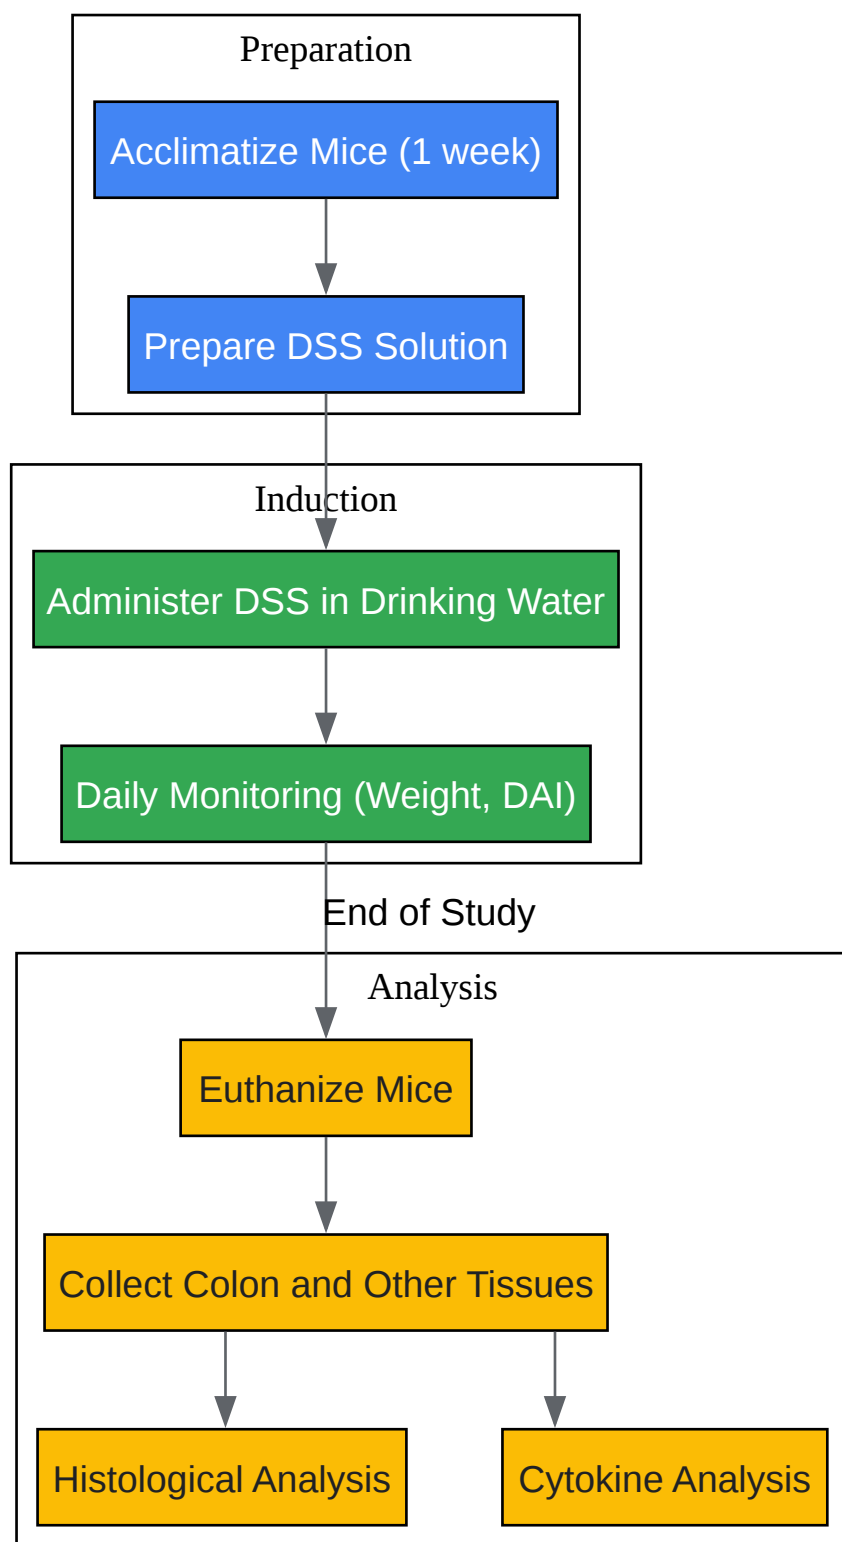 Preparation
Acclimatize Mice (1 week)
Prepare DSS Solution
Induction
Administer DSS in Drinking Water
Daily Monitoring (Weight, DAI)
End of Study
Analysis
Euthanize Mice
Collect Colon and Other Tissues
Histological Analysis
Cytokine Analysis